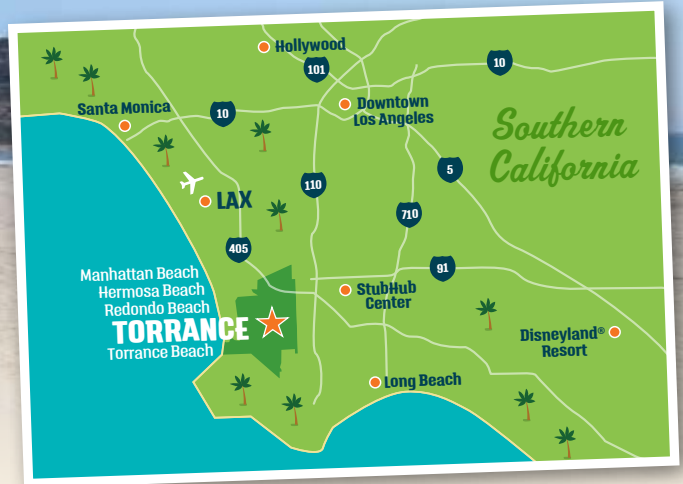 Hollywood
101
10
Santa Monica
10
Downtown
Los Angeles
Southern
California
5
LAX
110
710
405
91
Manhattan Beach
Hermosa Beach
Redondo Beach
TORRANCE
Torrance Beach
StubHub
Center
Disneyland®
Resort
Long Beach